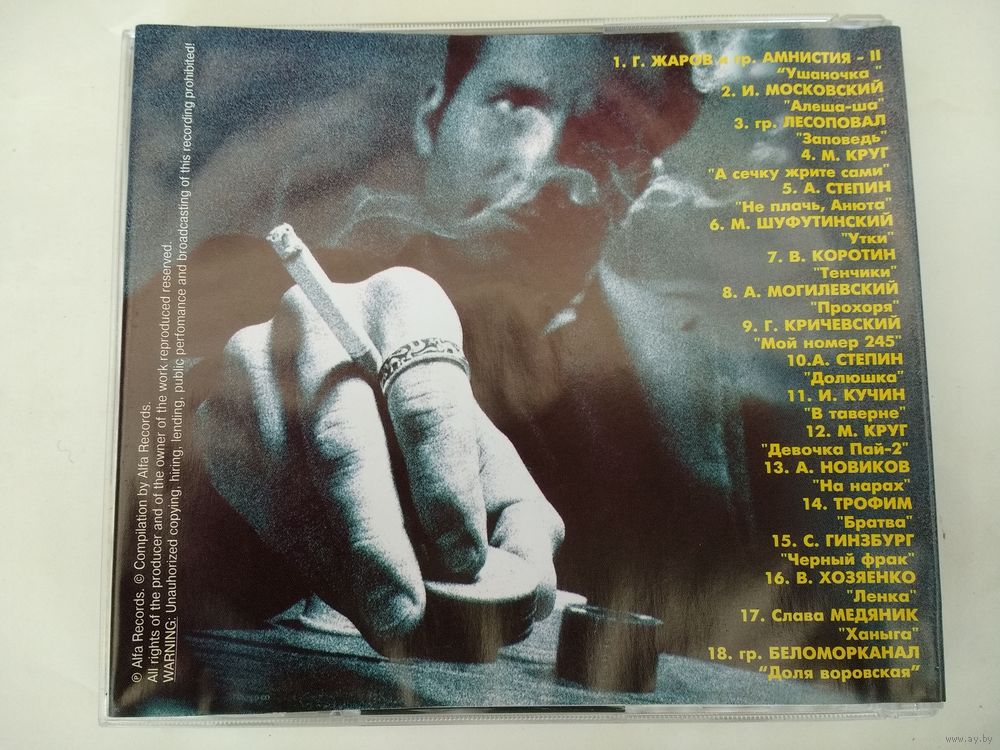 1. Г. ЖАРОВ и гр. АМНИСТИЯ - II
"Ушаночка "
2. И. МОСКОВСКИЙ
"Алеша-ша"
3. гр. ЛЕСОПОВАЛ
"Заповедь"
4. М. КРУГ
"А сечку жрите сами"
5. А. СТЕПИН
"Не плачь, Анюта"
6. М. ШУФУТИНСКИЙ
"Утки"
7. В. КОРОТИН
"Тенчики"
8. А. МОГИЛЕВСКИЙ
"Прохоря"
9. Г. КРИЧЕВСКИЙ
"Мой номер 245"
10.А. СТЕПИН
"Долюшка"
11. И. КУЧИН
"В таверне"
12. М. КРУГ
"Девочка Пай-2"
13. А. НОВИКОВ
"На нарах"
14. ТРОФИМ
"Братва"
15. С. ГИНЗБУРГ
"Черный фрак"
16. В. ХОЗЯЕНКО
"Ленка"
17. Слава МЕДЯНИК
"Ханыга"
18. гр. БЕЛОМОРКАНАЛ
"Доля воровская"
℗ Alfa Records. © Compilation by Alfa Records.
All rights of the producer and of the owner of the work reproduced reserved.
WARNING: Unauhorized copying, hiring, lending, public perfomance and broadcasting of this recording prohibited!
www.ay.by